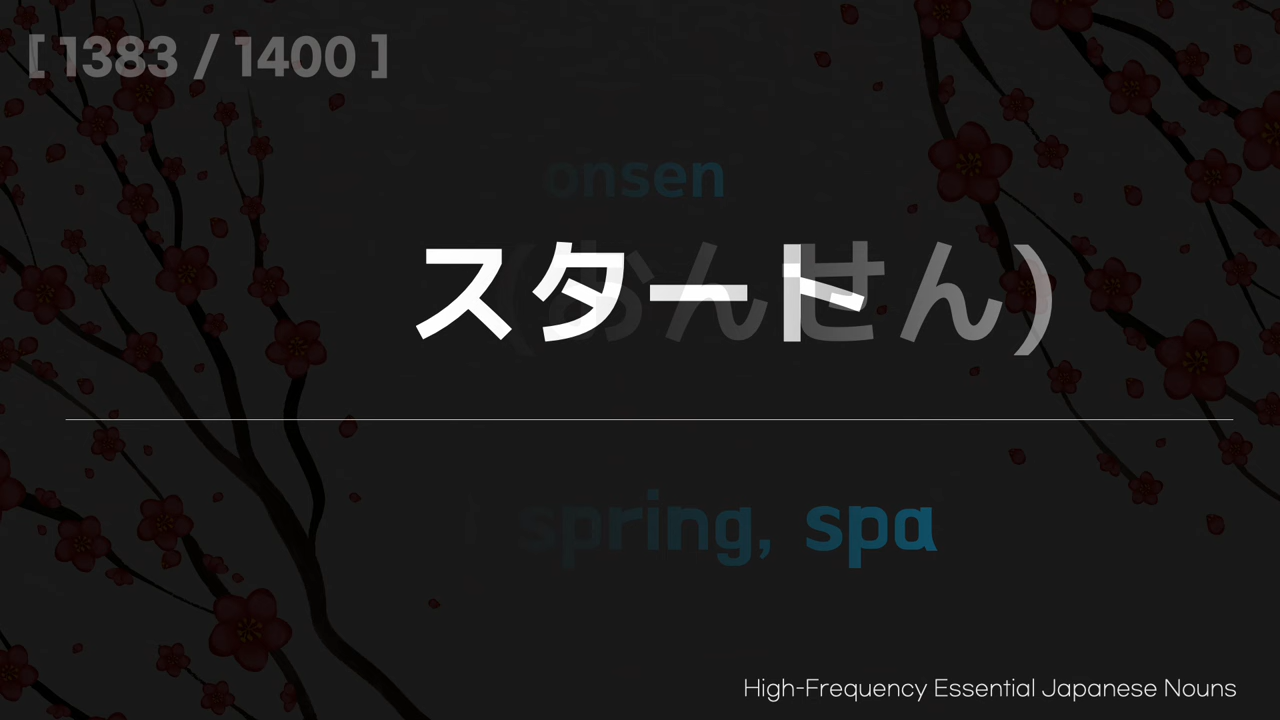 [ 1383 / 1400 ]
onsen
スタート (おんせん)
spring, spa
High-Frequency Essential Japanese Nouns